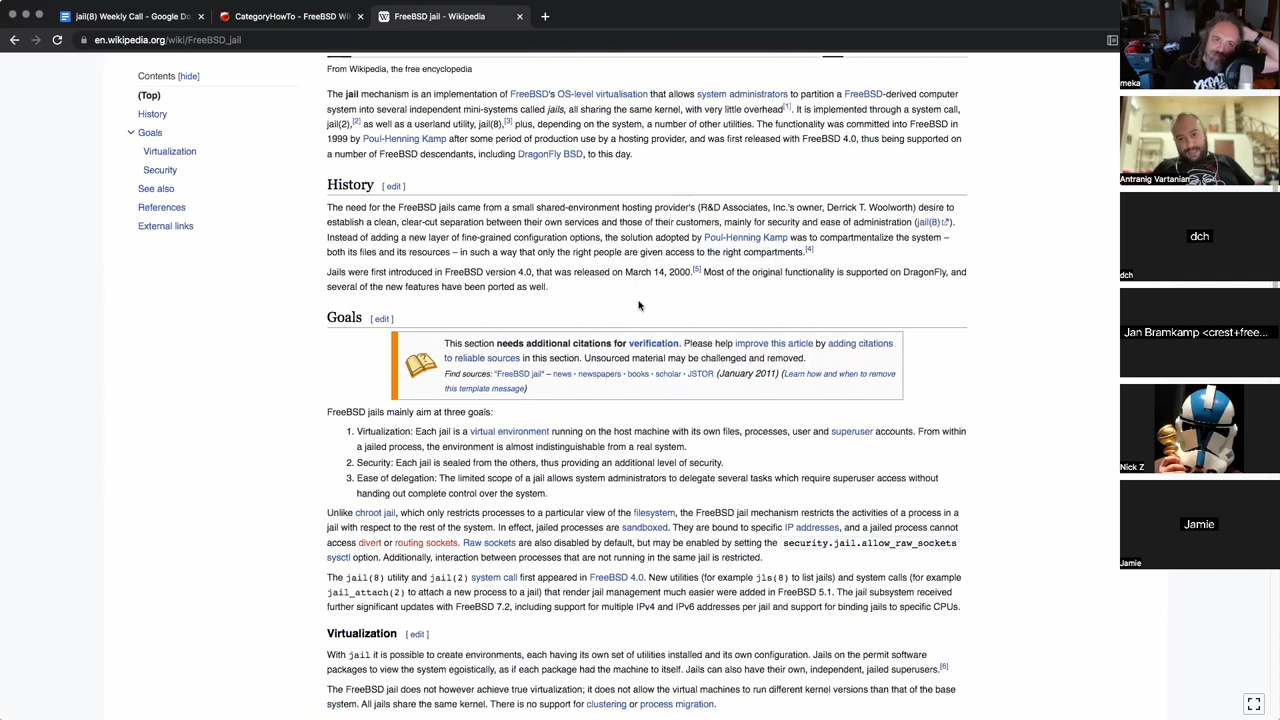 jail(8) Weekly Call - Google Do
CategoryHowTo - FreeBSD Wi
FreeBSD jail - Wikipedia
en.wikipedia.org/wiki/FreeBSD_jail
Contents [hide]
(Top)
History
Goals
Virtualization
Security
See also
References
External links
From Wikipedia, the free encyclopedia
The jail mechanism is an implementation of FreeBSD's OS-level virtualisation that allows system administrators to partition a FreeBSD-derived computer
system into several independent mini-systems called jails, all sharing the same kernel, with very little overhead[1]. It is implemented through a system call,
jail(2),[2] as well as a userland utility, jail(8),[3] plus, depending on the system, a number of other utilities. The functionality was committed into FreeBSD in
1999 by Poul-Henning Kamp after some period of production use by a hosting provider, and was first released with FreeBSD 4.0, thus being supported on
a number of FreeBSD descendants, including DragonFly BSD, to this day.
History [ edit ]
The need for the FreeBSD jails came from a small shared-environment hosting provider's (R&D Associates, Inc.'s owner, Derrick T. Woolworth) desire to
establish a clean, clear-cut separation between their own services and those of their customers, mainly for security and ease of administration (jail(8)).
Instead of adding a new layer of fine-grained configuration options, the solution adopted by Poul-Henning Kamp was to compartmentalize the system –
both its files and its resources – in such a way that only the right people are given access to the right compartments.[4]
Jails were first introduced in FreeBSD version 4.0, that was released on March 14, 2000.[5] Most of the original functionality is supported on DragonFly, and
several of the new features have been ported as well.
Goals [ edit ]
This section needs additional citations for verification. Please help improve this article by adding citations
to reliable sources in this section. Unsourced material may be challenged and removed.
Find sources: "FreeBSD jail" – news · newspapers · books · scholar · JSTOR (January 2011) (Learn how and when to remove
this template message)
FreeBSD jails mainly aim at three goals:
1. Virtualization: Each jail is a virtual environment running on the host machine with its own files, processes, user and superuser accounts. From within
a jailed process, the environment is almost indistinguishable from a real system.
2. Security: Each jail is sealed from the others, thus providing an additional level of security.
3. Ease of delegation: The limited scope of a jail allows system administrators to delegate several tasks which require superuser access without
handing out complete control over the system.
Unlike chroot jail, which only restricts processes to a particular view of the filesystem, the FreeBSD jail mechanism restricts the activities of a process in a
jail with respect to the rest of the system. In effect, jailed processes are sandboxed. They are bound to specific IP addresses, and a jailed process cannot
access divert or routing sockets. Raw sockets are also disabled by default, but may be enabled by setting the security.jail.allow_raw_sockets
sysctl option. Additionally, interaction between processes that are not running in the same jail is restricted.
The jail(8) utility and jail(2) system call first appeared in FreeBSD 4.0. New utilities (for example jls(8) to list jails) and system calls (for example
jail_attach(2) to attach a new process to a jail) that render jail management much easier were added in FreeBSD 5.1. The jail subsystem received
further significant updates with FreeBSD 7.2, including support for multiple IPv4 and IPv6 addresses per jail and support for binding jails to specific CPUs.
Virtualization [ edit ]
With jail it is possible to create environments, each having its own set of utilities installed and its own configuration. Jails on the permit software
packages to view the system egoistically, as if each package had the machine to itself. Jails can also have their own, independent, jailed superusers.[6]
The FreeBSD jail does not however achieve true virtualization; it does not allow the virtual machines to run different kernel versions than that of the base
system. All jails share the same kernel. There is no support for clustering or process migration.
meka
Antranig Vartanian
dch
dch
Jan Bramkamp <crest+free...
Nick Z
Jamie
Jamie